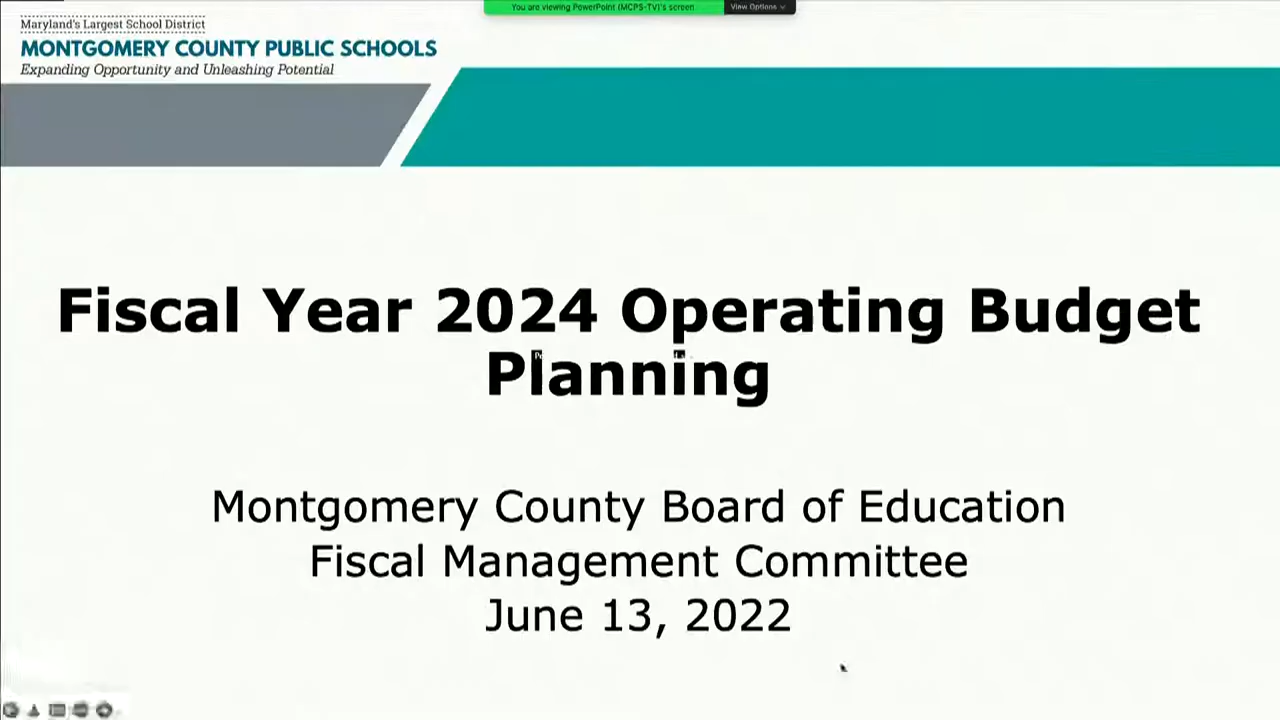 You are viewing PowerPoint (MCPS-TV)'s screen
View Options
Maryland's Largest School District
MONTGOMERY COUNTY PUBLIC SCHOOLS
Expanding Opportunity and Unleashing Potential
Fiscal Year 2024 Operating Budget
Planning
Montgomery County Board of Education
Fiscal Management Committee
June 13, 2022